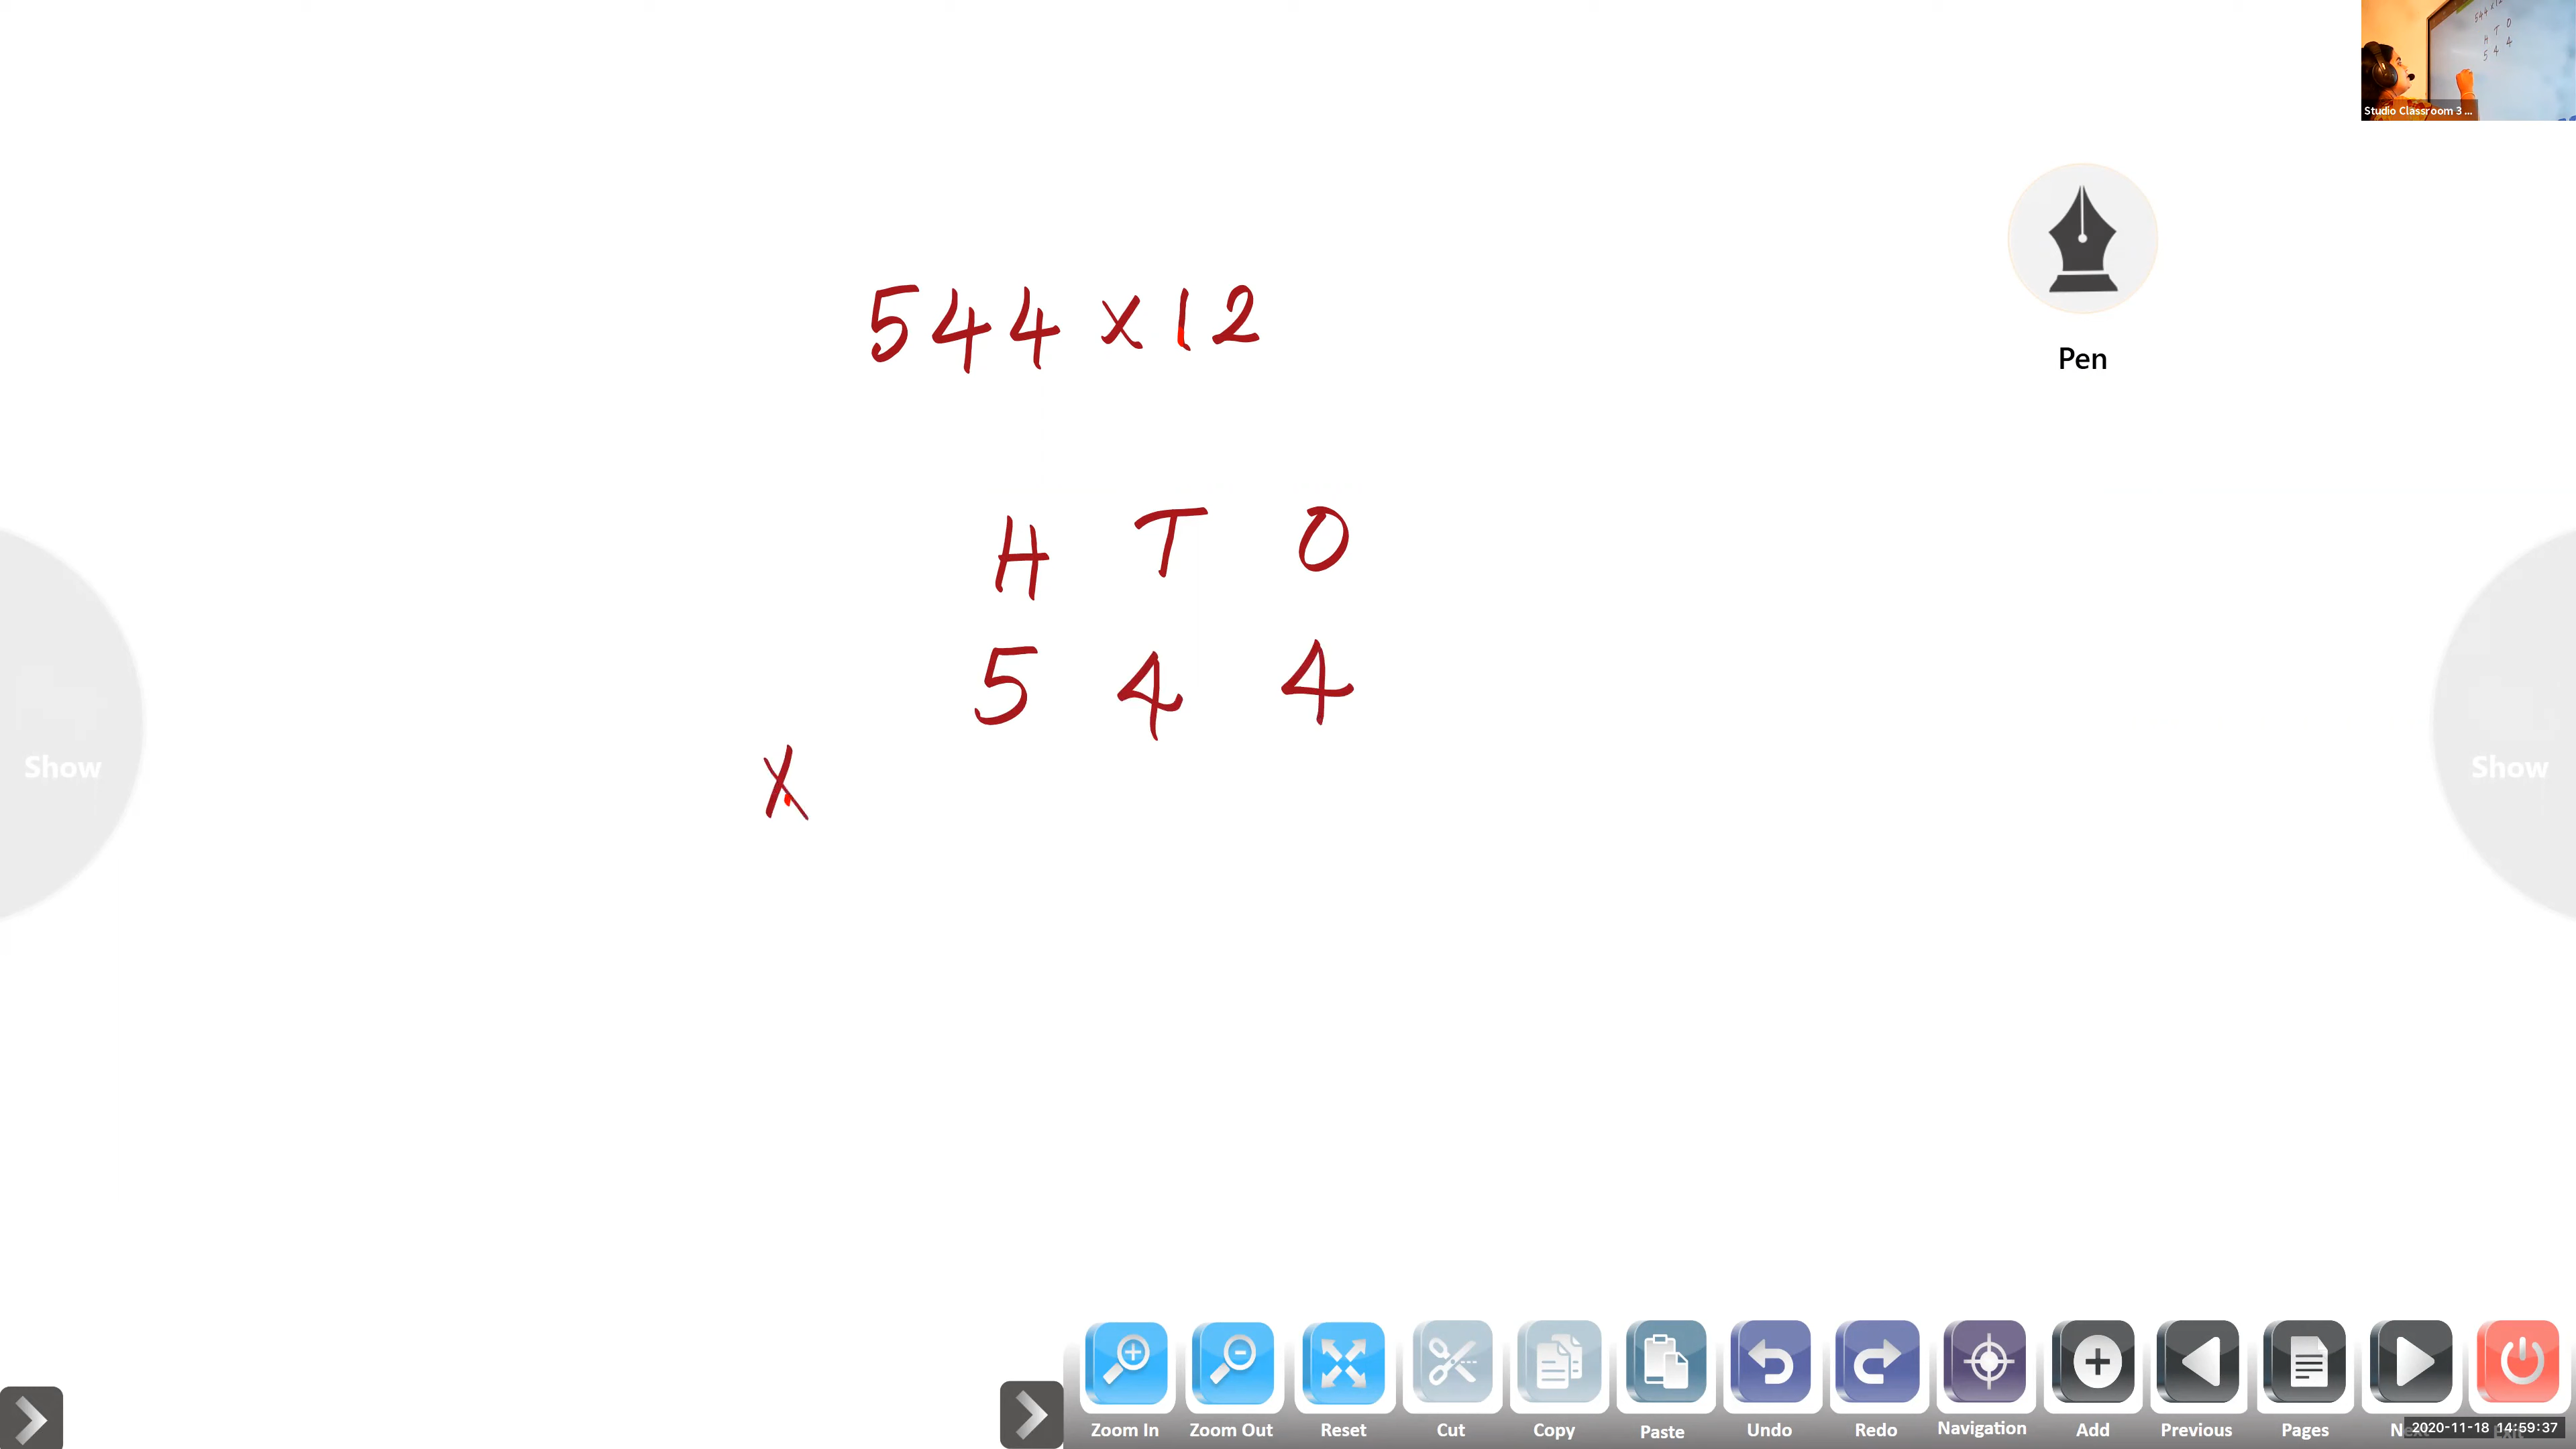 Studio Classroom 3 ...
544 x 12
Pen
H T O
5 4 4
Show
Show
X
Zoom In Zoom Out Reset Cut Copy Paste Undo Redo Navigation Add Previous Pages
2020-11-18 14:59:37